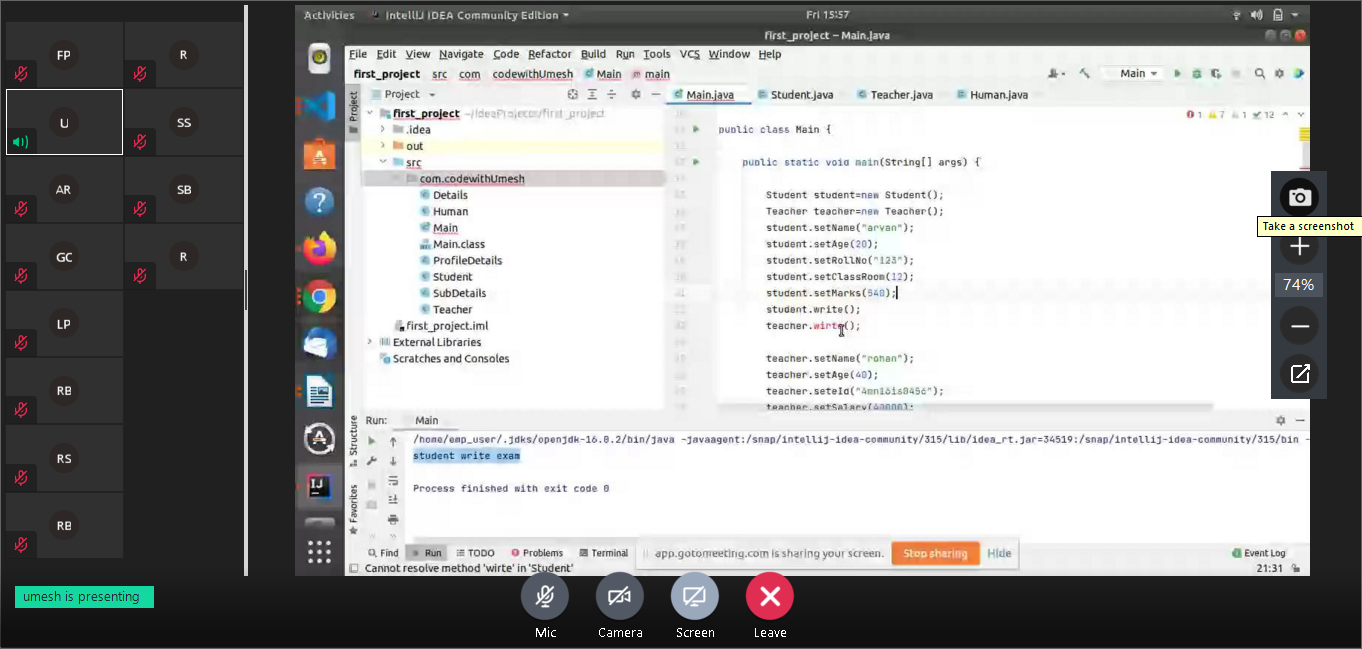 Activities
IntelliJ IDEA Community Edition
Fri 15:57
first_project – Main.java
File Edit View Navigate Code Refactor Build Run Tools VCS Window Help
first_project src com codewithUmesh Main main
Main
Project
Main.java
Student.java
Teacher.java
Human.java
Project
first_project ~/IdeaProjects/first_project
.idea
out
src
com.codewithUmesh
Details
Human
Main
Main.class
ProfileDetails
Student
SubDetails
Teacher
first_project.iml
External Libraries
Scratches and Consoles
1 7 1 12
public class Main {
public static void main(String[] args) {
Student student=new Student();
Teacher teacher=new Teacher();
student.setName("aryan");
student.setAge(20);
student.setRollNo("123");
student.setClassRoom(12);
student.setMarks(540);
student.write();
teacher.wirte();
teacher.setName("rohan");
teacher.setAge(40);
teacher.seteId("4mn16160456");
teacher.setSalary(40000);
Run:
Main
Structure
Favorites
/home/emp_user/.jdks/openjdk-16.0.2/bin/java -javaagent:/snap/intellij-idea-community/315/lib/idea_rt.jar=34519:/snap/intellij-idea-community/315/bin -
student write exam
Process finished with exit code 0
Find
Run
TODO
Problems
Terminal
app.gotomeeting.com is sharing your screen.
Stop sharing
Hide
Event Log
Cannot resolve method 'wirte' in 'Student'
21:31
FP
R
U
SS
AR
SB
GC
R
LP
RB
RS
RB
Take a screenshot
74%
umesh is presenting
Mic
Camera
Screen
Leave